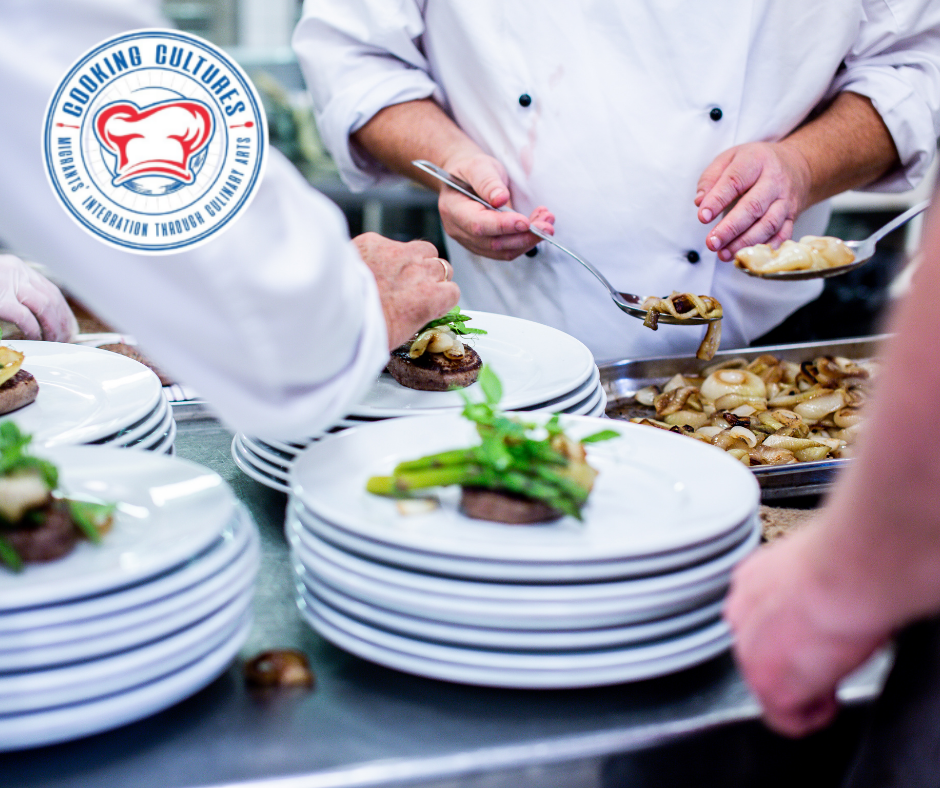 COOKING CULTURES
MIGRANTS' INTEGRATION THROUGH CULINARY ARTS